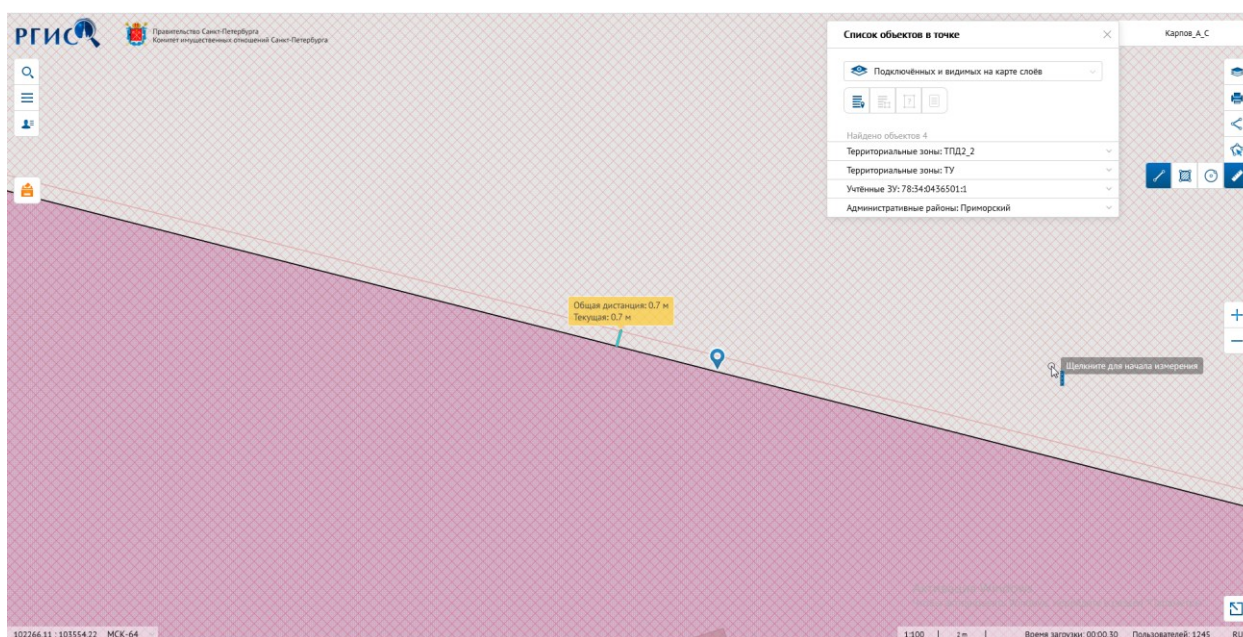 РГИС
Правительство Санкт-Петербурга
Комитет имущественных отношений Санкт-Петербурга
Список объектов в точке
Карпов_А_С
Подключённых и видимых на карте слоёв
Найдено объектов 4
Территориальные зоны: ТПД2_2
Территориальные зоны: ТУ
Учтённые ЗУ: 78:34:0436501:1
Административные районы: Приморский
Общая дистанция: 0.7 м
Текущая: 0.7 м
Щелкните для начала измерения
102266.11 : 103554.22 МСК-64
1:100 2 m Время загрузки: 00:00.30 Пользователей: 1245